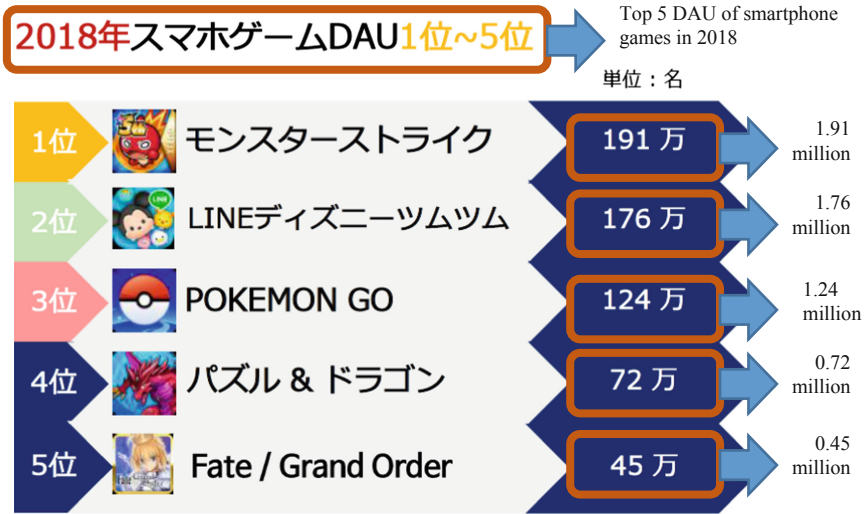 2018年スマホゲームDAU1位~5位
Top 5 DAU of smartphone
games in 2018
単位：名
1位
モンスターストライク
191 万
1.91
million
2位
LINE
LINEディズニーツムツム
176 万
1.76
million
3位
POKEMON GO
124 万
1.24
million
4位
パズル & ドラゴン
72 万
0.72
million
5位
Fate / Grand Order
45 万
0.45
million